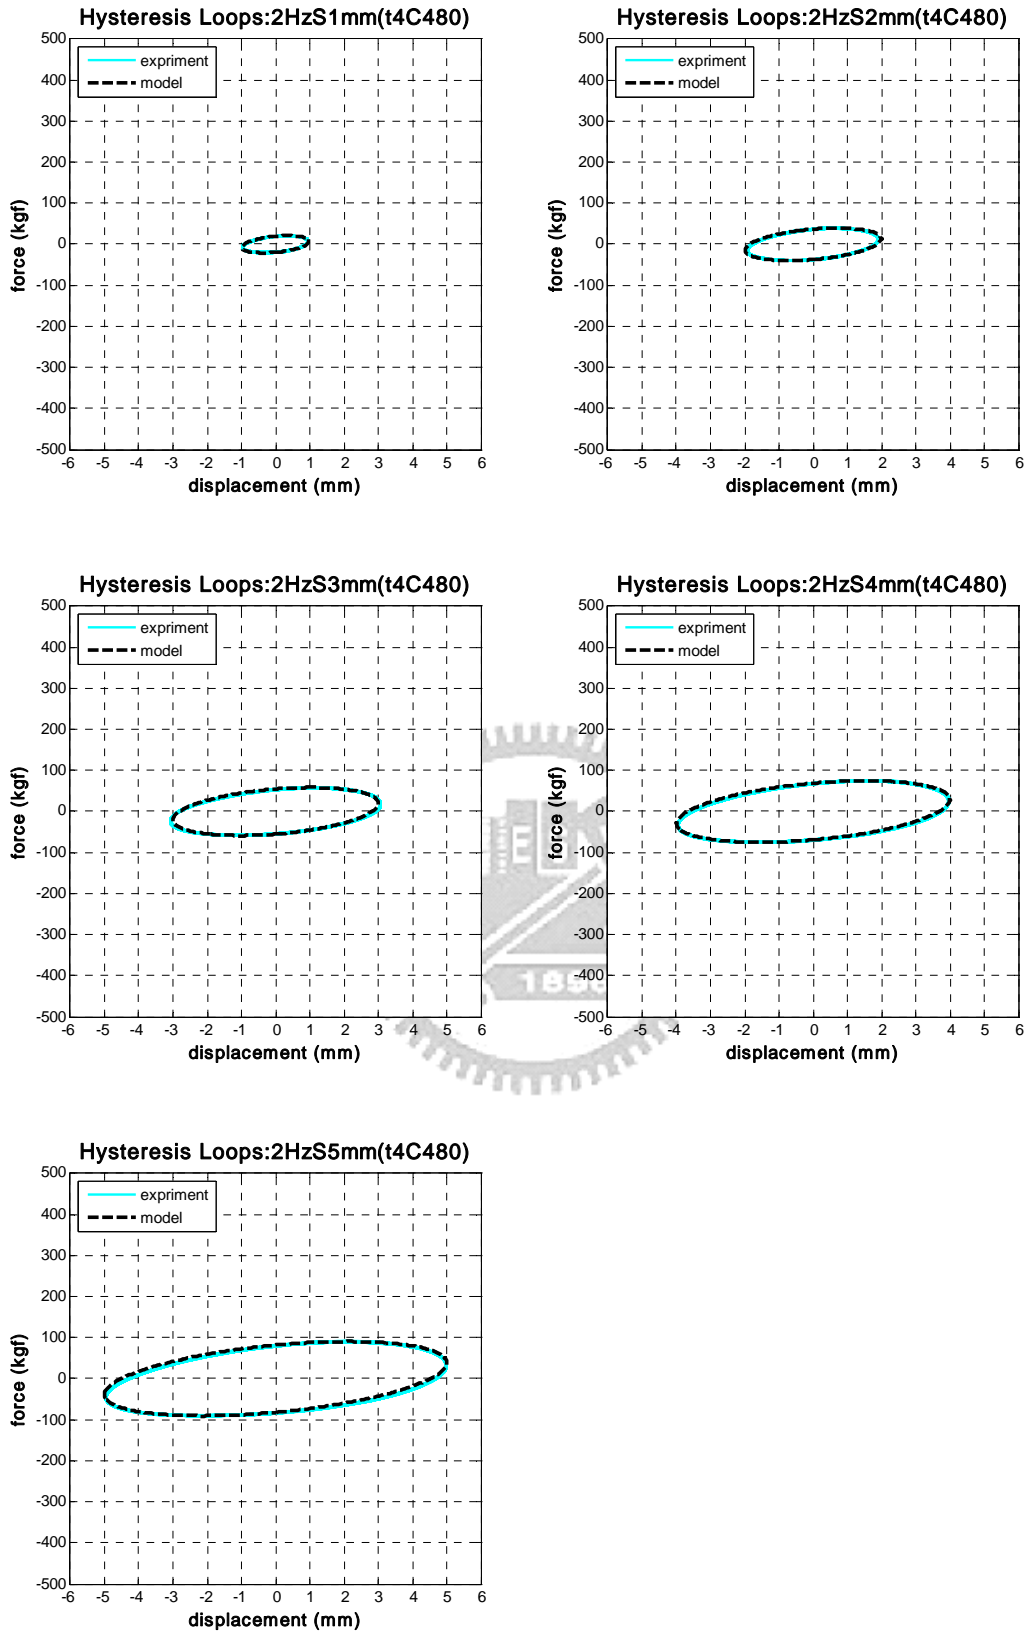 Hysteresis Loops:2HzS1mm(t4C480)
500
400
300
200
100
0
-100
-200
-300
-400
-500
-6 -5 -4 -3 -2 -1 0 1 2 3 4 5 6
displacement (mm)
force (kgf)
expriment
model
Hysteresis Loops:2HzS2mm(t4C480)
500
400
300
200
100
0
-100
-200
-300
-400
-500
-6 -5 -4 -3 -2 -1 0 1 2 3 4 5 6
displacement (mm)
force (kgf)
expriment
model
Hysteresis Loops:2HzS3mm(t4C480)
500
400
300
200
100
0
-100
-200
-300
-400
-500
-6 -5 -4 -3 -2 -1 0 1 2 3 4 5 6
displacement (mm)
force (kgf)
expriment
model
Hysteresis Loops:2HzS4mm(t4C480)
500
400
300
200
100
0
-100
-200
-300
-400
-500
-6 -5 -4 -3 -2 -1 0 1 2 3 4 5 6
displacement (mm)
force (kgf)
expriment
model
Hysteresis Loops:2HzS5mm(t4C480)
500
400
300
200
100
0
-100
-200
-300
-400
-500
-6 -5 -4 -3 -2 -1 0 1 2 3 4 5 6
displacement (mm)
force (kgf)
expriment
model